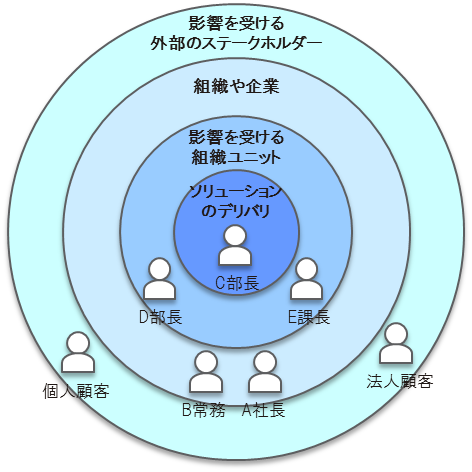 影響を受ける
外部のステークホルダー
組織や企業
影響を受ける
組織ユニット
ソリューション
のデリバリ
C部長
D部長
E課長
個人顧客
B常務
A社長
法人顧客